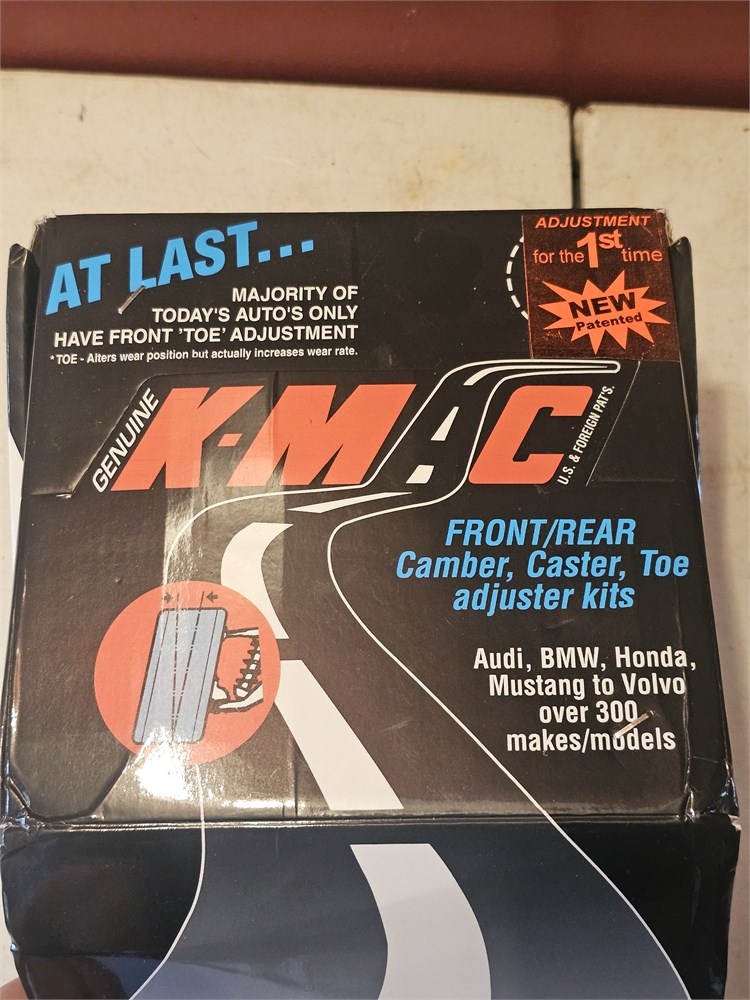 AT LAST...
MAJORITY OF
TODAY'S AUTO'S ONLY
HAVE FRONT 'TOE' ADJUSTMENT
*TOE - Alters wear position but actually increases wear rate.
ADJUSTMENT
for the 1st time
NEW
Patented
GENUINE
K-MAC
U.S. & FOREIGN PAT'S.
FRONT/REAR
Camber, Caster, Toe
adjuster kits
Audi, BMW, Honda,
Mustang to Volvo
over 300
makes/models